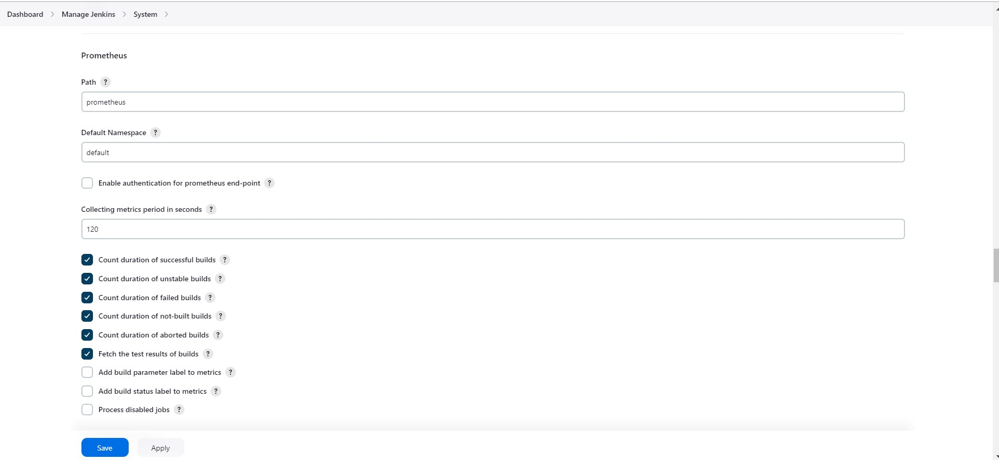 Dashboard > Manage Jenkins > System >
Prometheus
Path ?
prometheus
Default Namespace ?
default
Enable authentication for prometheus end-point ?
Collecting metrics period in seconds ?
120
Count duration of successful builds ?
Count duration of unstable builds ?
Count duration of failed builds ?
Count duration of not-built builds ?
Count duration of aborted builds ?
Fetch the test results of builds ?
Add build parameter label to metrics ?
Add build status label to metrics ?
Process disabled jobs ?
Save Apply